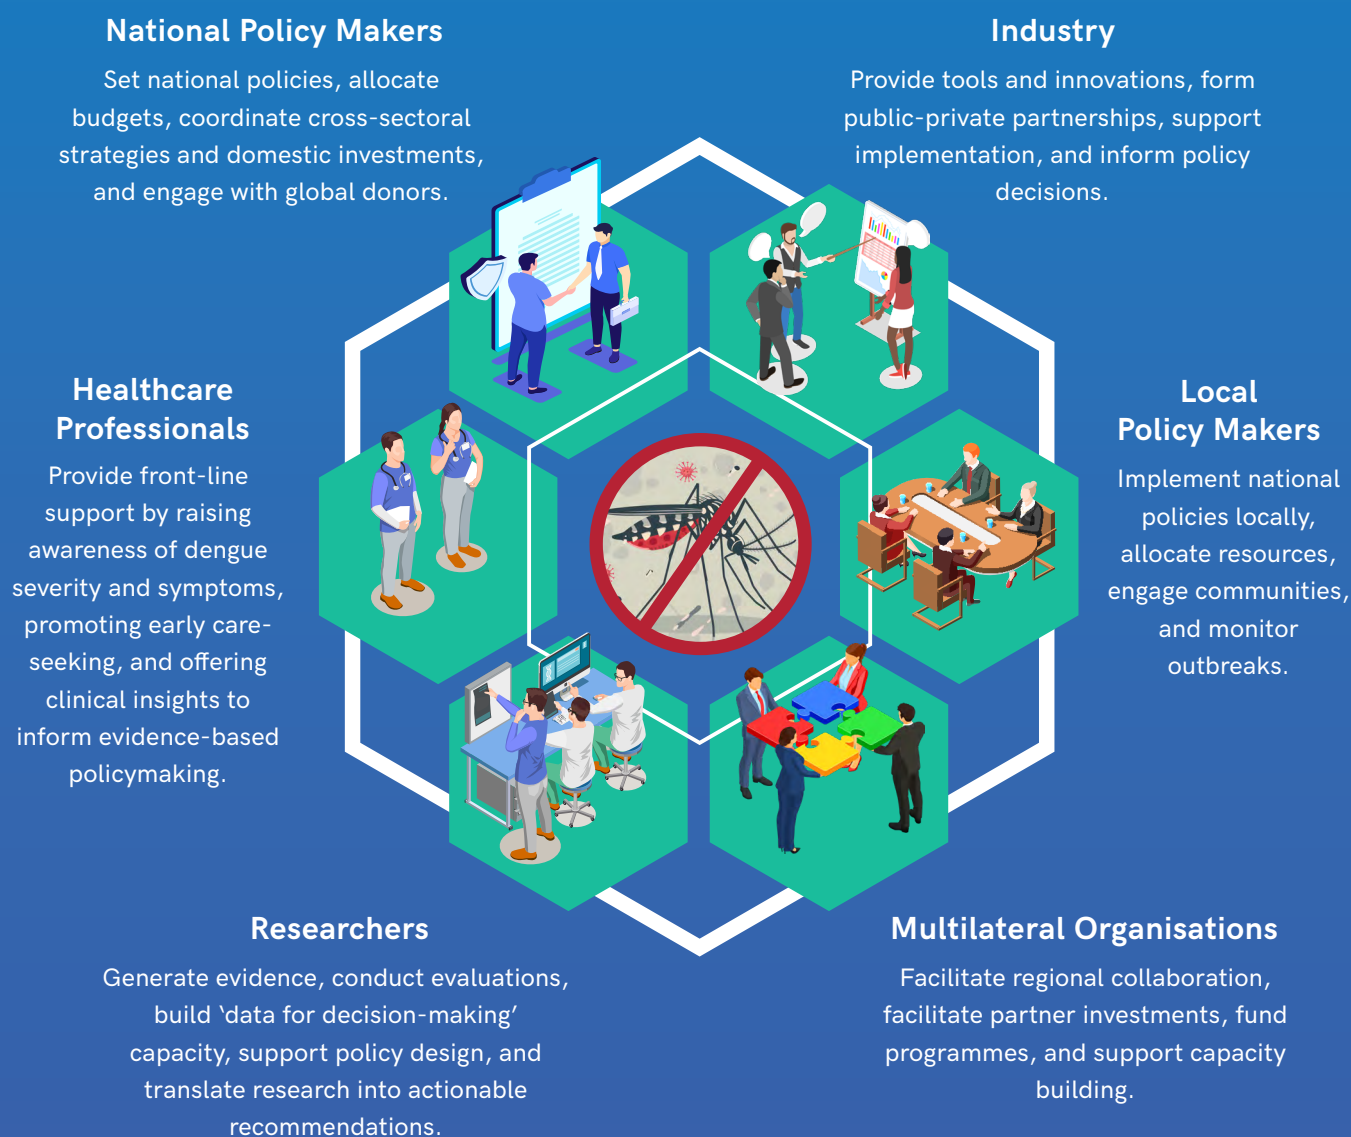 National Policy Makers
Set national policies, allocate
budgets, coordinate cross-sectoral
strategies and domestic investments,
and engage with global donors.
Industry
Provide tools and innovations, form
public-private partnerships, support
implementation, and inform policy
decisions.
Healthcare
Professionals
Provide front-line
support by raising
awareness of dengue
severity and symptoms,
promoting early care-
seeking, and offering
clinical insights to
inform evidence-based
policymaking.
Local
Policy Makers
Implement national
policies locally,
allocate resources,
engage communities,
and monitor
outbreaks.
Researchers
Generate evidence, conduct evaluations,
build ‘data for decision-making’
capacity, support policy design, and
translate research into actionable
recommendations.
Multilateral Organisations
Facilitate regional collaboration,
facilitate partner investments, fund
programmes, and support capacity
building.